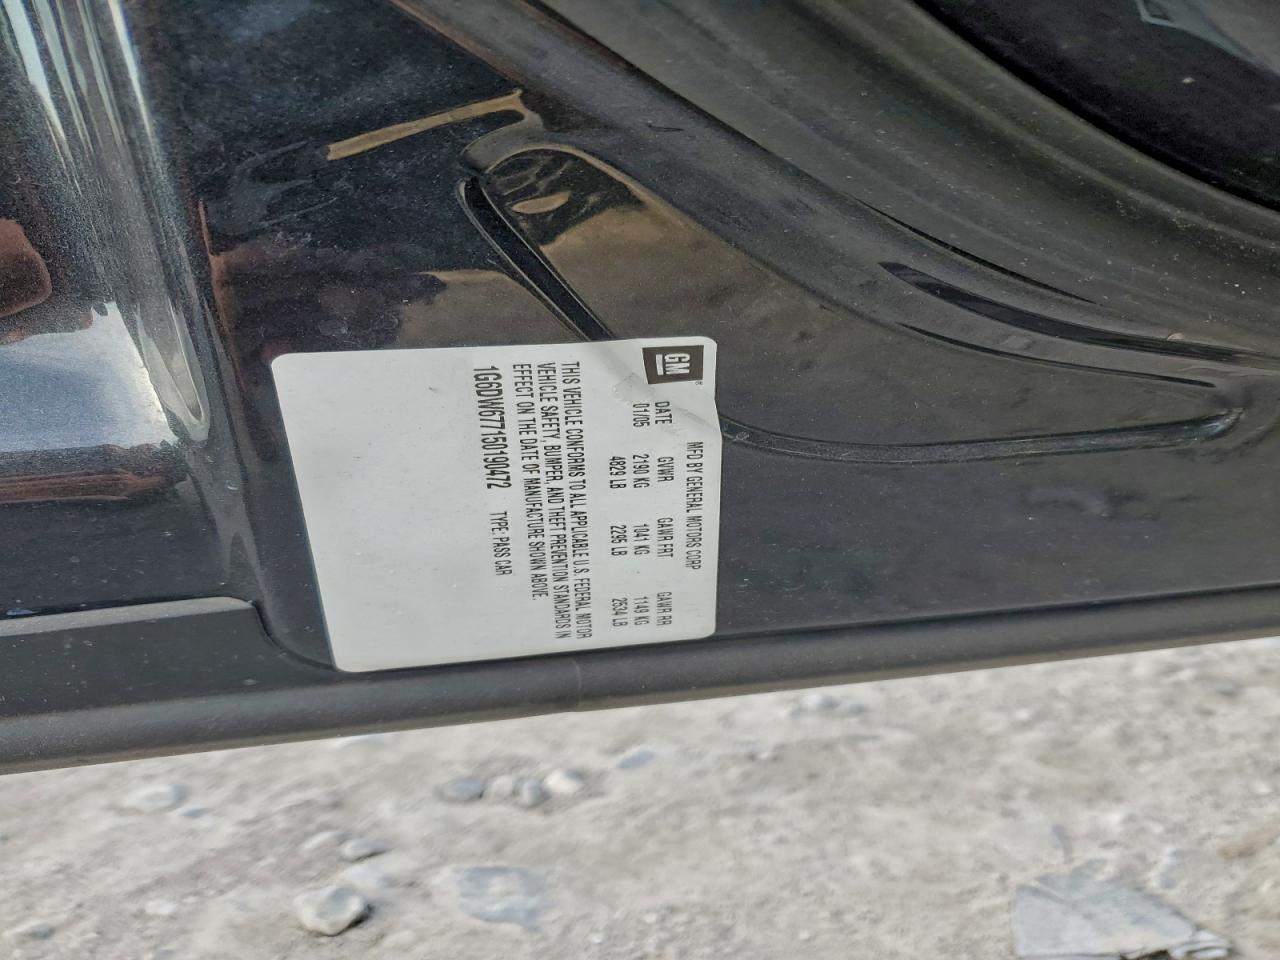 GM®
MFD BY GENERAL MOTORS CORP
DATE GVWR GAWR FRT GAWR RR
01/05 2190 KG 1041 KG 1149 KG
4829 LB 2295 LB 2534 LB
THIS VEHICLE CONFORMS TO ALL APPLICABLE U.S. FEDERAL MOTOR
VEHICLE SAFETY, BUMPER, AND THEFT PREVENTION STANDARDS IN
EFFECT ON THE DATE OF MANUFACTURE SHOWN ABOVE.
1G6DW677150190472 TYPE: PASS CAR